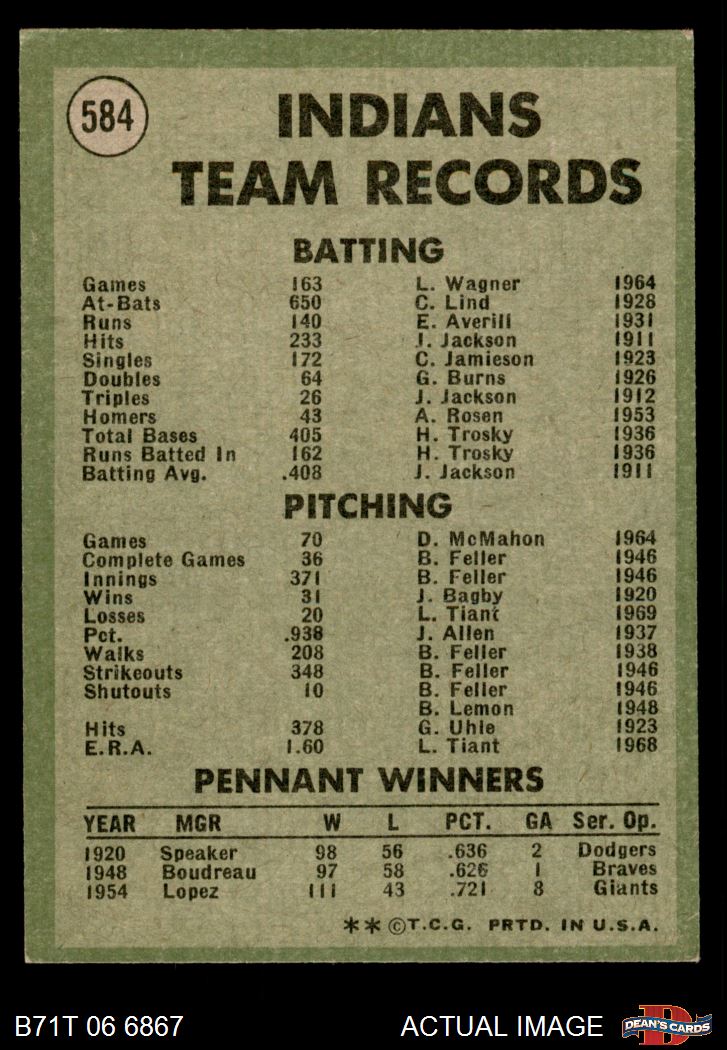 584
INDIANS
TEAM RECORDS
BATTING
Games 163 L. Wagner 1964
At-Bats 650 C. Lind 1928
Runs 140 E. Averill 1931
Hits 233 J. Jackson 1911
Singles 172 C. Jamieson 1923
Doubles 64 G. Burns 1926
Triples 26 J. Jackson 1912
Homers 43 A. Rosen 1953
Total Bases 405 H. Trosky 1936
Runs Batted In 162 H. Trosky 1936
Batting Avg. .408 J. Jackson 1911
PITCHING
Games 70 D. McMahon 1964
Complete Games 36 B. Feller 1946
Innings 371 B. Feller 1946
Wins 31 J. Bagby 1920
Losses 20 L. Tiant 1969
Pct. .938 J. Allen 1937
Walks 208 B. Feller 1938
Strikeouts 348 B. Feller 1946
Shutouts 10 B. Feller 1946
B. Lemon 1948
Hits 378 G. Uhle 1923
E.R.A. 1.60 L. Tiant 1968
PENNANT WINNERS
YEAR MGR W L PCT. GA Ser. Op.
1920 Speaker 98 56 .636 2 Dodgers
1948 Boudreau 97 58 .626 1 Braves
1954 Lopez 111 43 .721 8 Giants
** ©T.C.G. PRTD. IN U.S.A.
B71T 06 6867 ACTUAL IMAGE DEAN'S CARDS